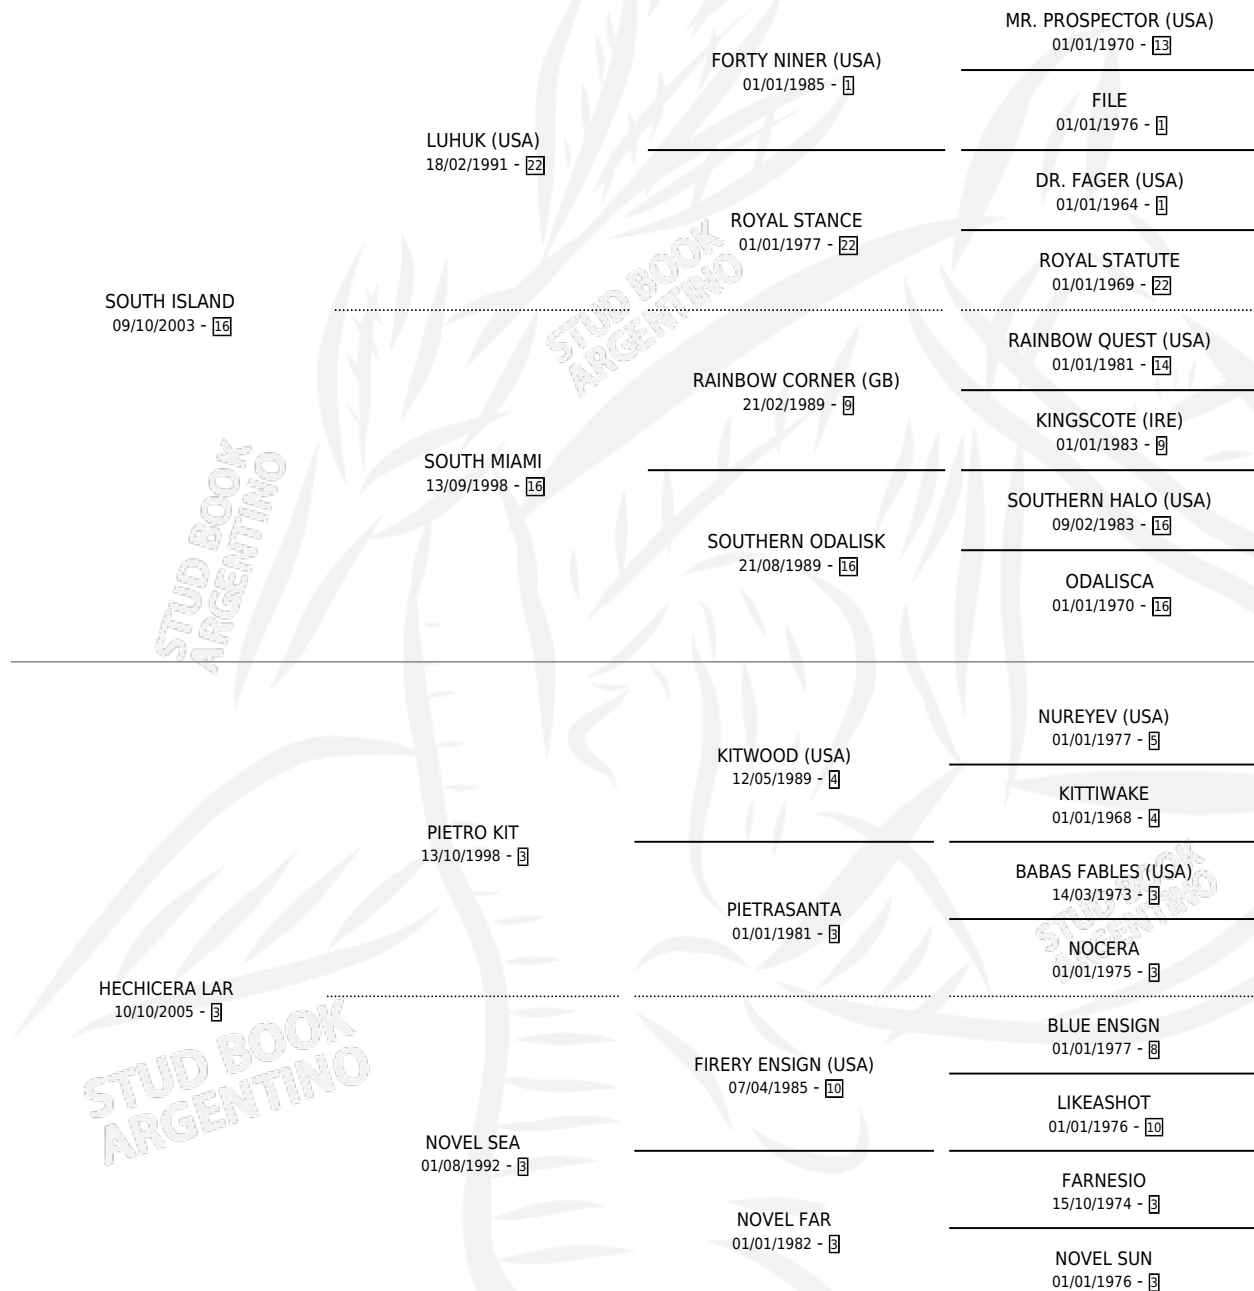 MR. PROSPECTOR (USA)
01/01/1970 - 13
FORTY NINER (USA)
01/01/1985 - 1
FILE
01/01/1976 - 1
LUHUK (USA)
18/02/1991 - 22
DR. FAGER (USA)
01/01/1964 - 1
ROYAL STANCE
01/01/1977 - 22
ROYAL STATUTE
01/01/1969 - 22
SOUTH ISLAND
09/10/2003 - 16
RAINBOW QUEST (USA)
01/01/1981 - 14
RAINBOW CORNER (GB)
21/02/1989 - 9
KINGSCOTE (IRE)
01/01/1983 - 9
SOUTH MIAMI
13/09/1998 - 16
SOUTHERN HALO (USA)
09/02/1983 - 16
SOUTHERN ODALISK
21/08/1989 - 16
ODALISCA
01/01/1970 - 16
NUREYEV (USA)
01/01/1977 - 5
KITWOOD (USA)
12/05/1989 - 4
KITTIWAKE
01/01/1968 - 4
PIETRO KIT
13/10/1998 - 3
BABAS FABLES (USA)
14/03/1973 - 3
PIETRASANTA
01/01/1981 - 3
NOCERA
01/01/1975 - 3
HECHICERA LAR
10/10/2005 - 3
BLUE ENSIGN
01/01/1977 - 8
FIRERY ENSIGN (USA)
07/04/1985 - 10
LIKEASHOT
01/01/1976 - 10
NOVEL SEA
01/08/1992 - 3
FARNESIO
15/10/1974 - 3
NOVEL FAR
01/01/1982 - 3
NOVEL SUN
01/01/1976 - 3
STUD BOOK
ARGENTINO
STUD BOOK
ARGENTINO
STUD BOOK
ARGENTINO
STUD BOOK
ARGENTINO